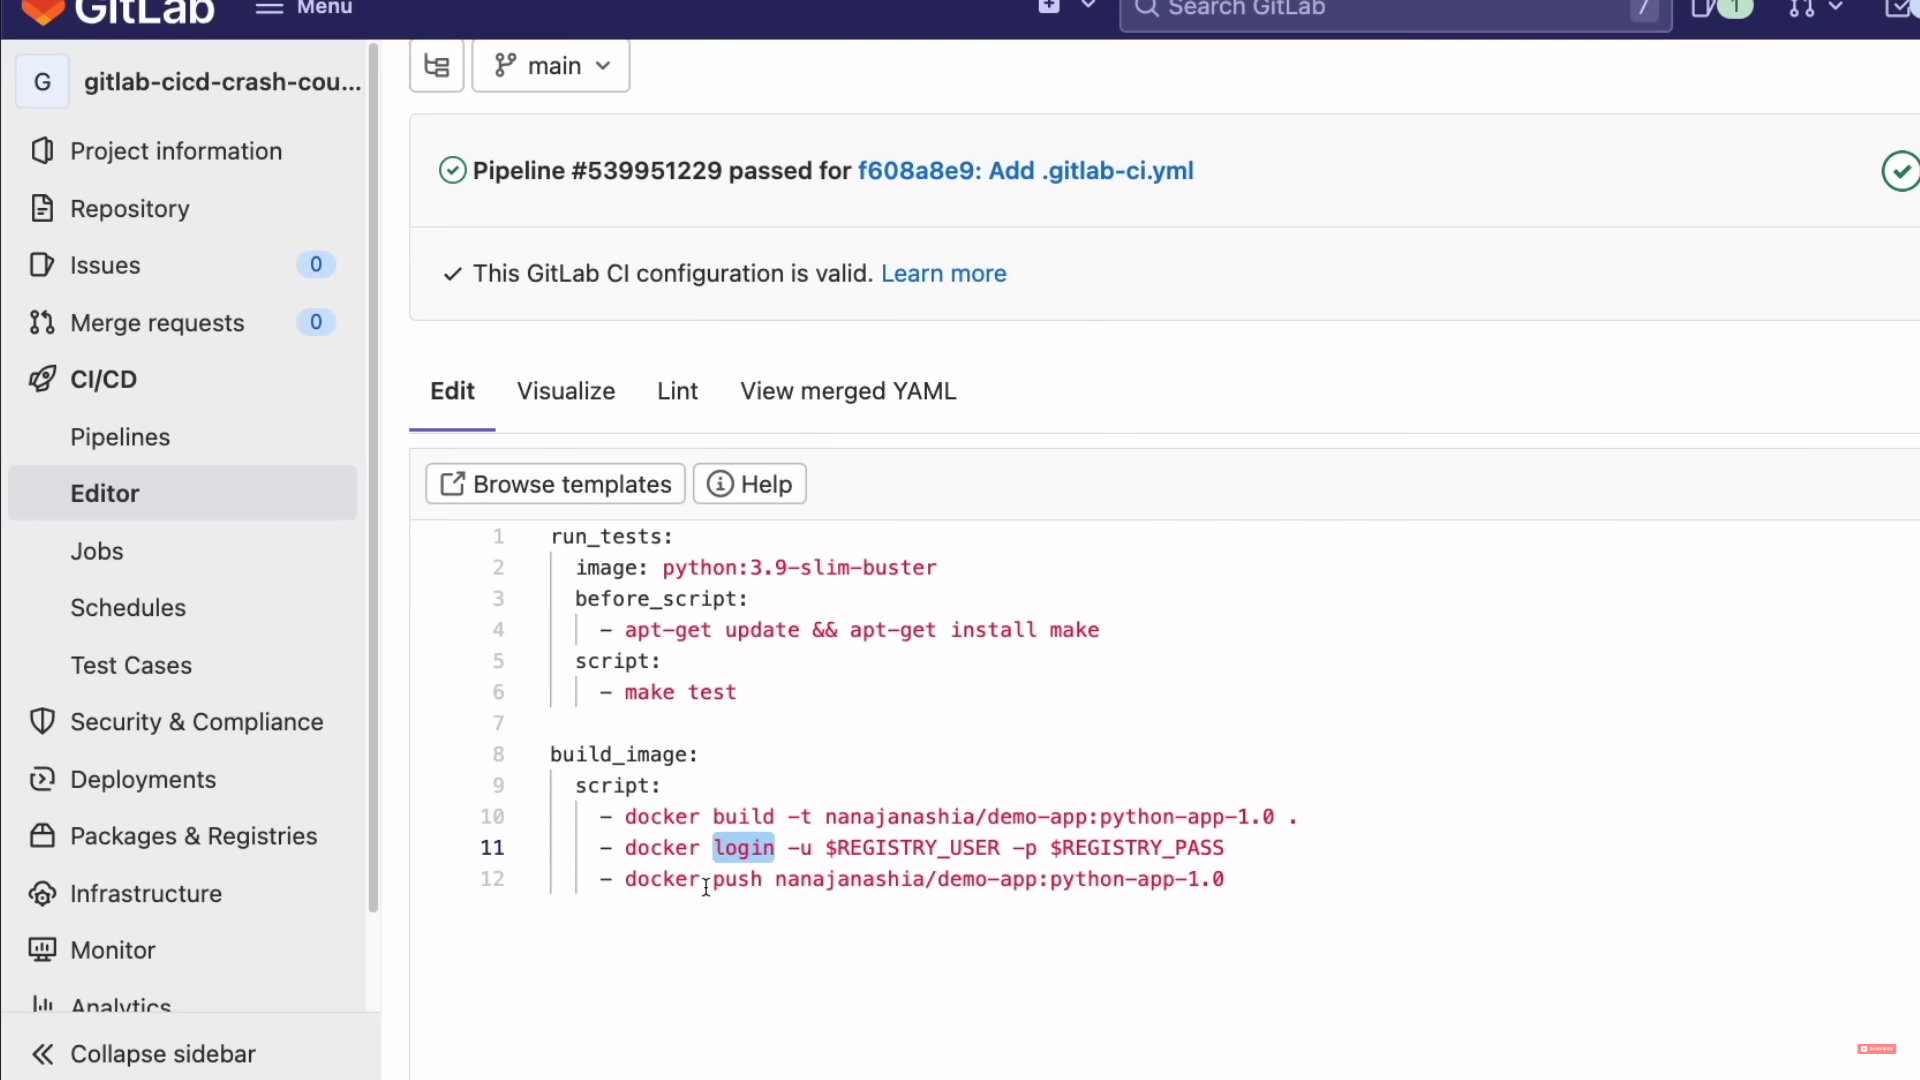 GitLab
Menu
Search GitLab
/
1
G
gitlab-cicd-crash-cou...
main
Project information
Pipeline #539951229 passed for f608a8e9: Add .gitlab-ci.yml
Repository
Issues
0
This GitLab CI configuration is valid. Learn more
Merge requests
0
CI/CD
Edit
Visualize
Lint
View merged YAML
Pipelines
Editor
Browse templates
Help
Jobs
Schedules
Test Cases
Security & Compliance
Deployments
Packages & Registries
Infrastructure
Monitor
Analytics
Collapse sidebar
1 run_tests:
2 image: python:3.9-slim-buster
3 before_script:
4 - apt-get update && apt-get install make
5 script:
6 - make test
7
8 build_image:
9 script:
10 - docker build -t nanajanashia/demo-app:python-app-1.0 .
11 - docker login -u $REGISTRY_USER -p $REGISTRY_PASS
12 - docker push nanajanashia/demo-app:python-app-1.0
SUBSCRIBE